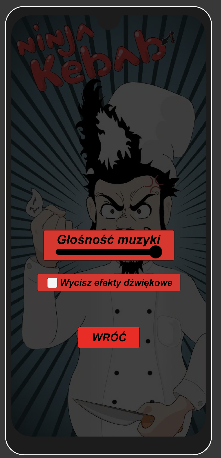 NINJA
KEBAB
Głośność muzyki
Wycisz efekty dźwiękowe
WRÓĆ